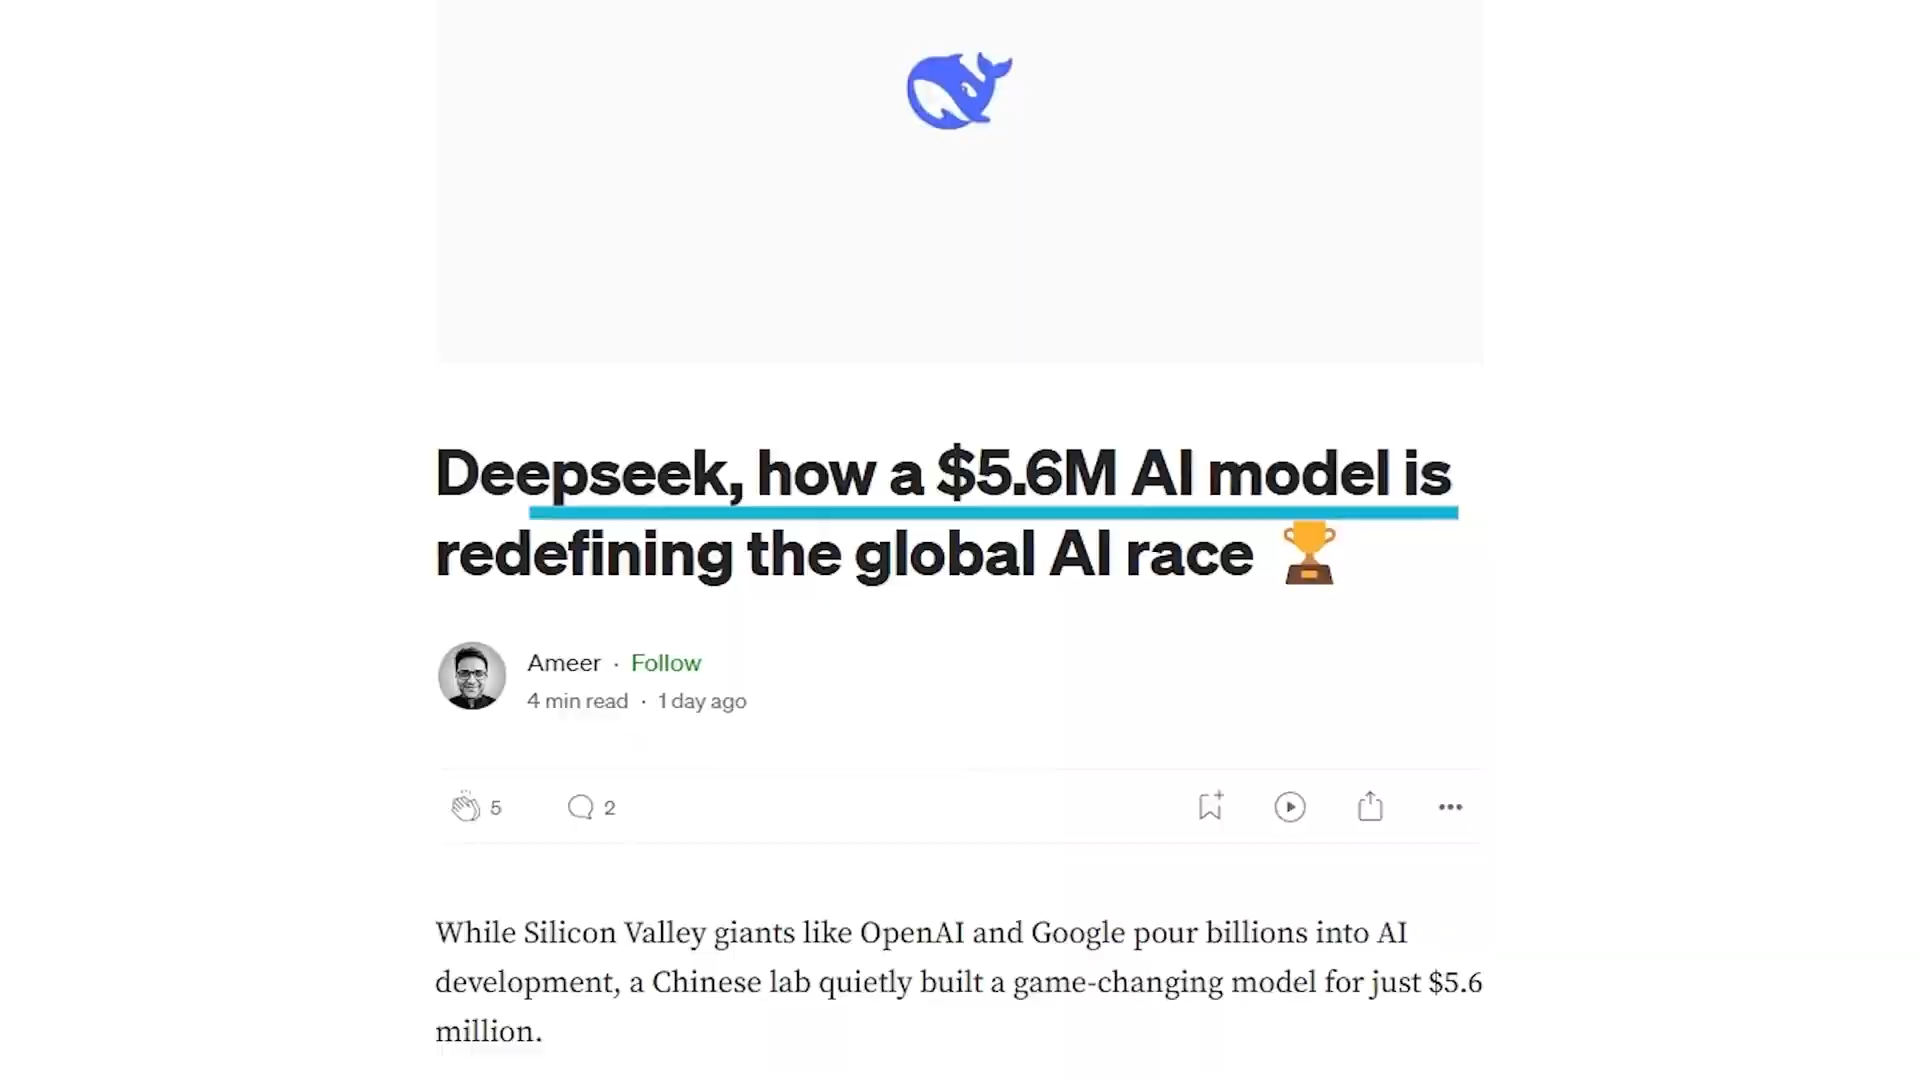 Deepseek, how a $5.6M AI model is
redefining the global AI race 🏆
Ameer · Follow
4 min read · 1 day ago
5 2
While Silicon Valley giants like OpenAI and Google pour billions into AI
development, a Chinese lab quietly built a game-changing model for just $5.6
million.